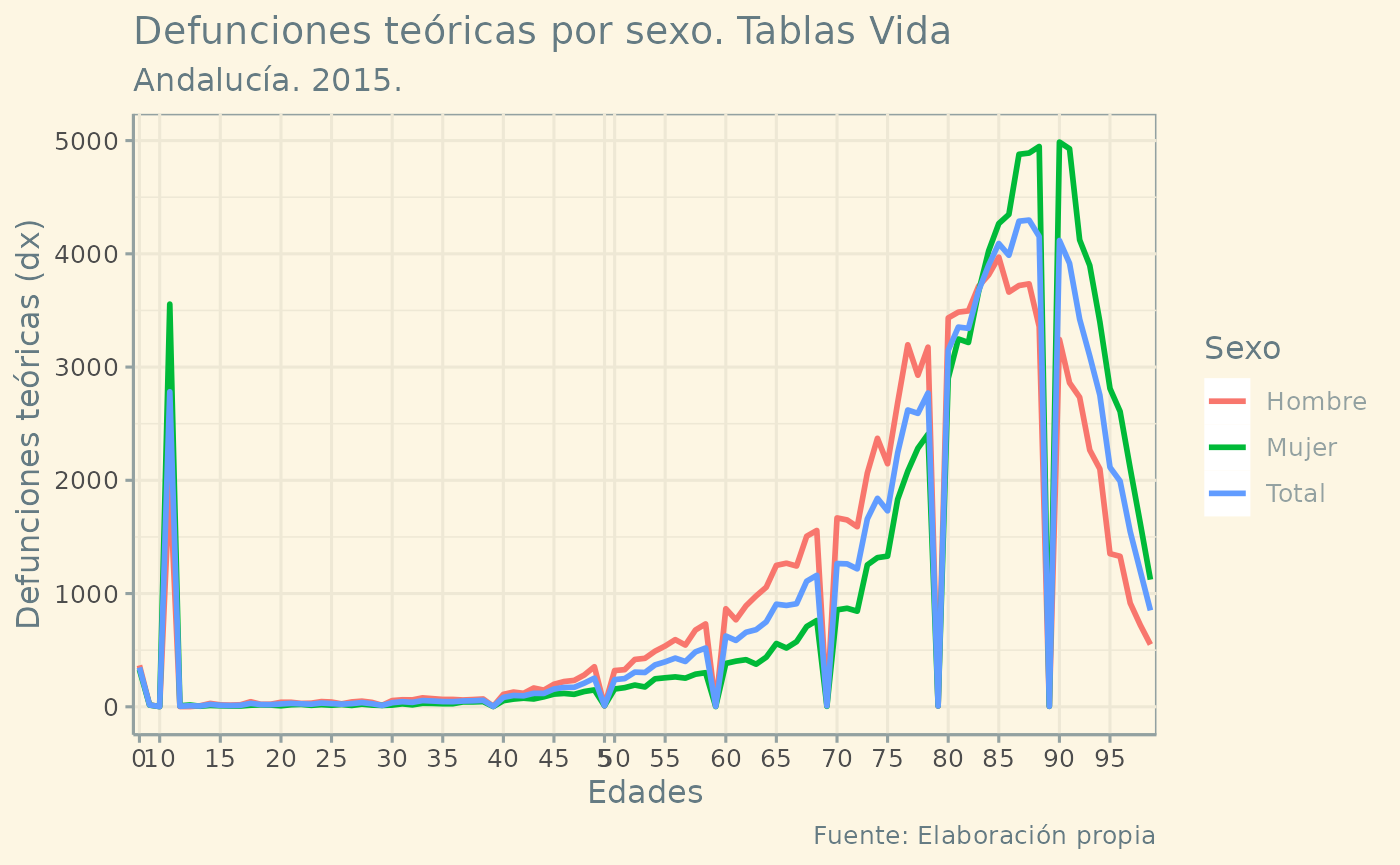 Defunciones teóricas por sexo. Tablas Vida
Andalucía. 2015.
Defunciones teóricas (dx)
5000
4000
3000
2000
1000
0
0 10 15 20 25 30 35 40 45 5 50 55 60 65 70 75 80 85 90 95
Edades
Sexo
Hombre
Mujer
Total
Fuente: Elaboración propia